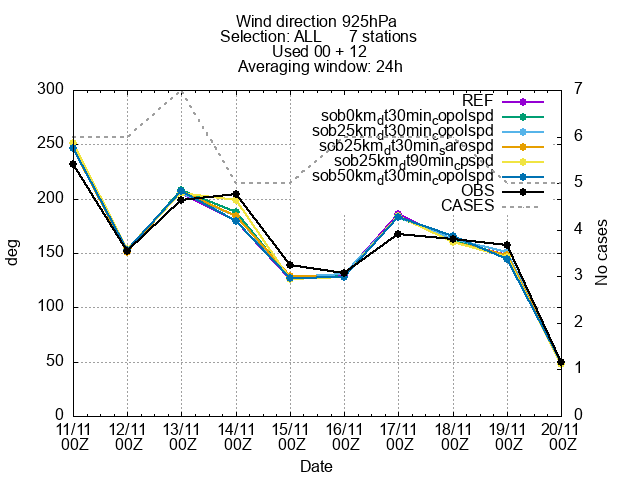 Wind direction 925hPa
Selection: ALL 7 stations
Used 00 + 12
Averaging window: 24h
REF
sob0km_dt30min_copolspd
sob25km_dt30min_copolspd
sob25km_dt30min_sarospd
sob50km_dt30min_copolspd
OBS
CASES
300
250
200
150
100
50
0
deg
7
6
5
4
3
2
1
0
No cases
11/11 12/11 13/11 14/11 15/11 16/11 17/11 18/11 19/11 20/11
00Z 00Z 00Z 00Z 00Z 00Z 00Z 00Z 00Z 00Z
Date